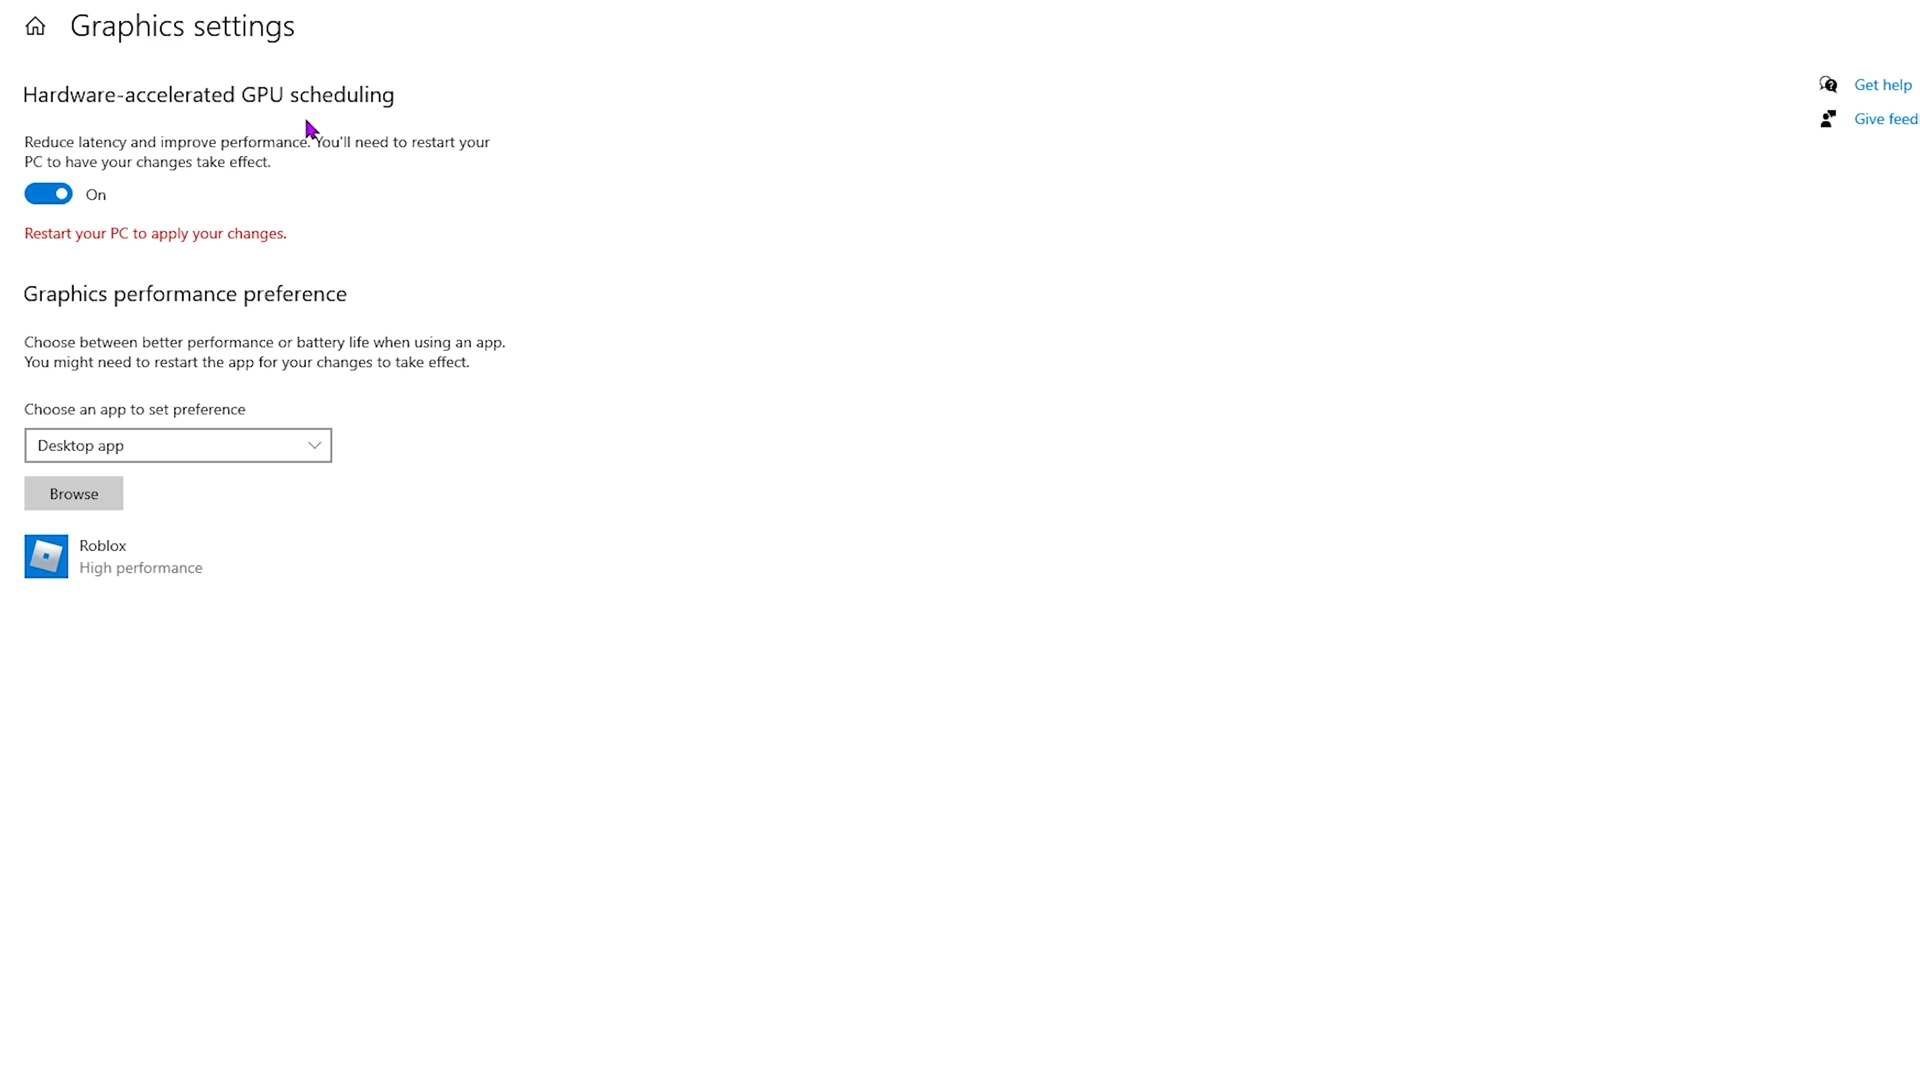 Graphics settings
Hardware-accelerated GPU scheduling
Get help
Give feed
Reduce latency and improve performance. You'll need to restart your
PC to have your changes take effect.
On
Restart your PC to apply your changes.
Graphics performance preference
Choose between better performance or battery life when using an app.
You might need to restart the app for your changes to take effect.
Choose an app to set preference
Desktop app
Browse
Roblox
High performance